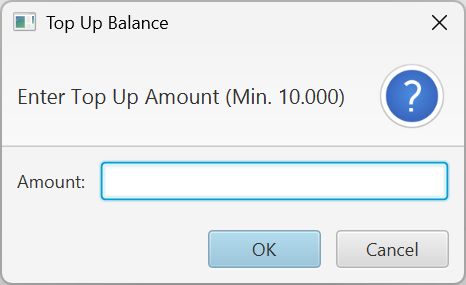 Top Up Balance
Enter Top Up Amount (Min. 10.000)
?
Amount:
OK
Cancel